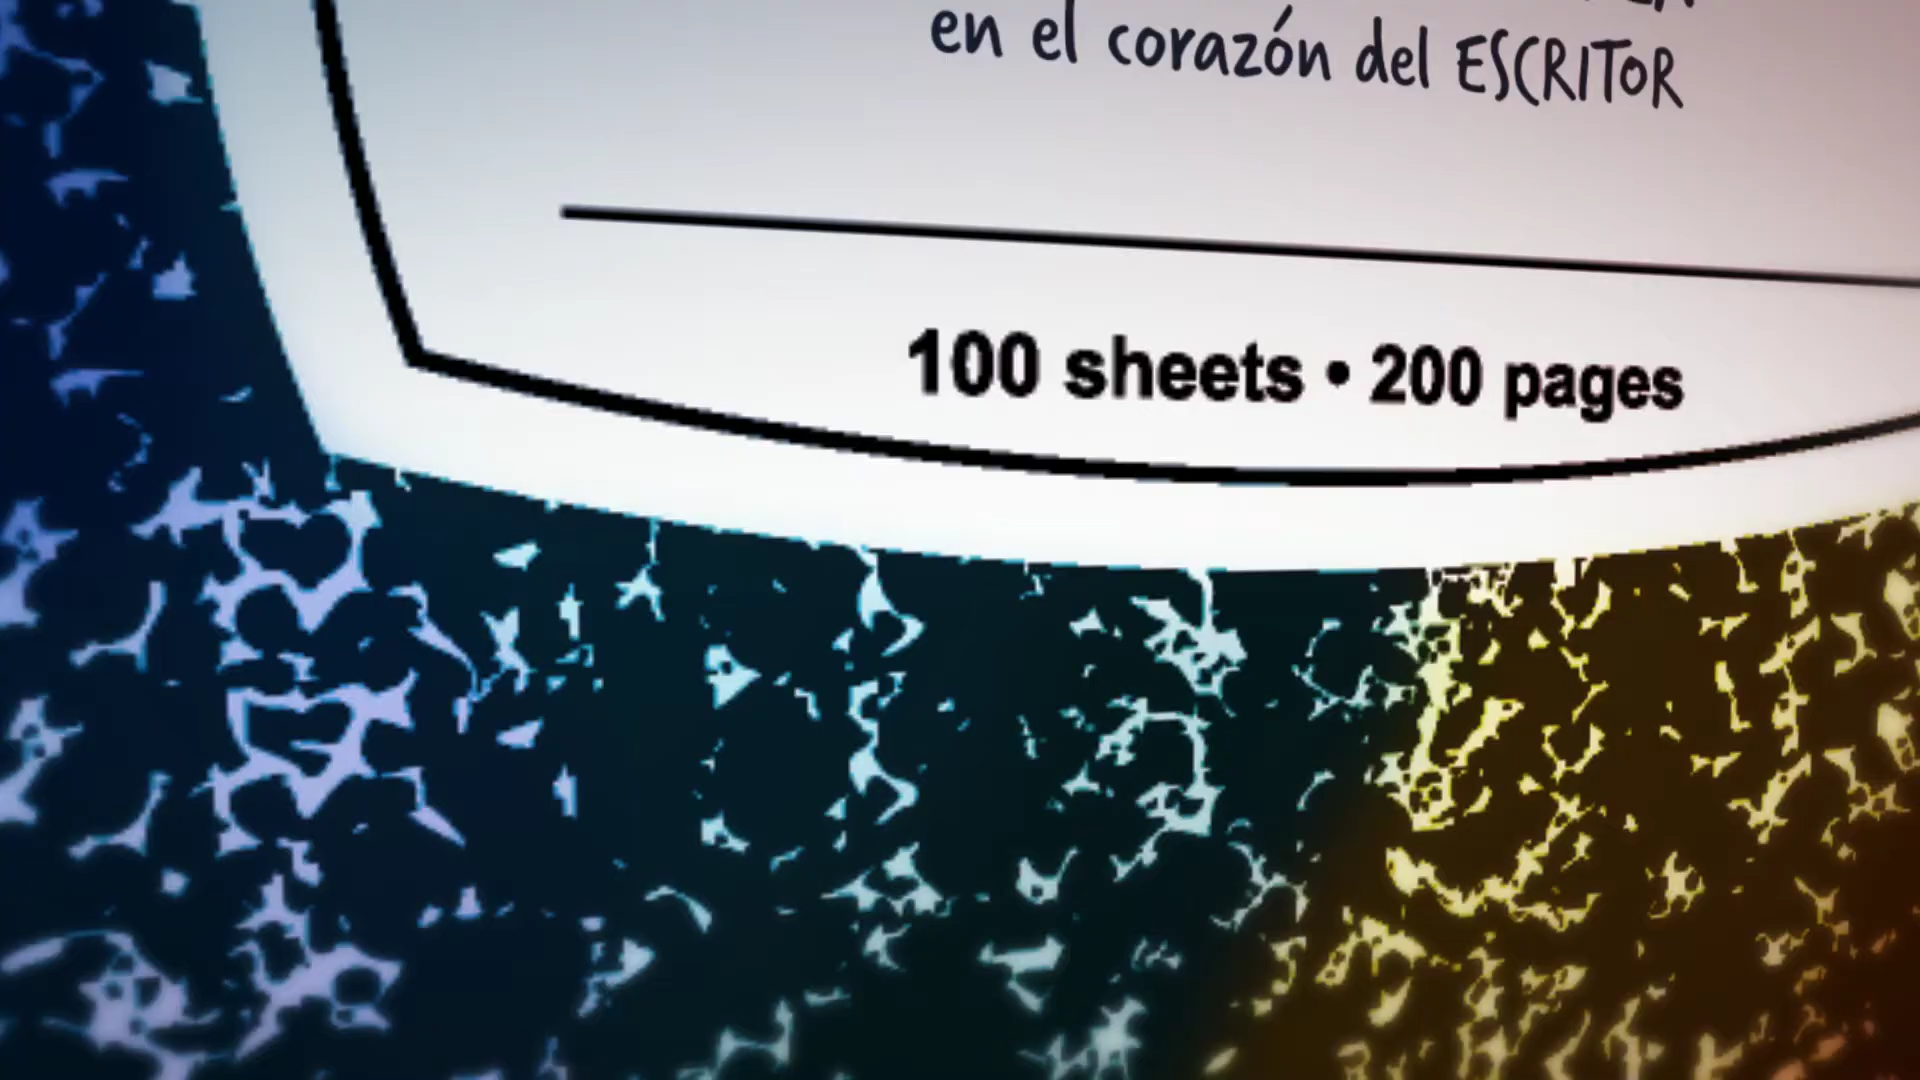 en el corazón del ESCRITOR
100 sheets • 200 pages